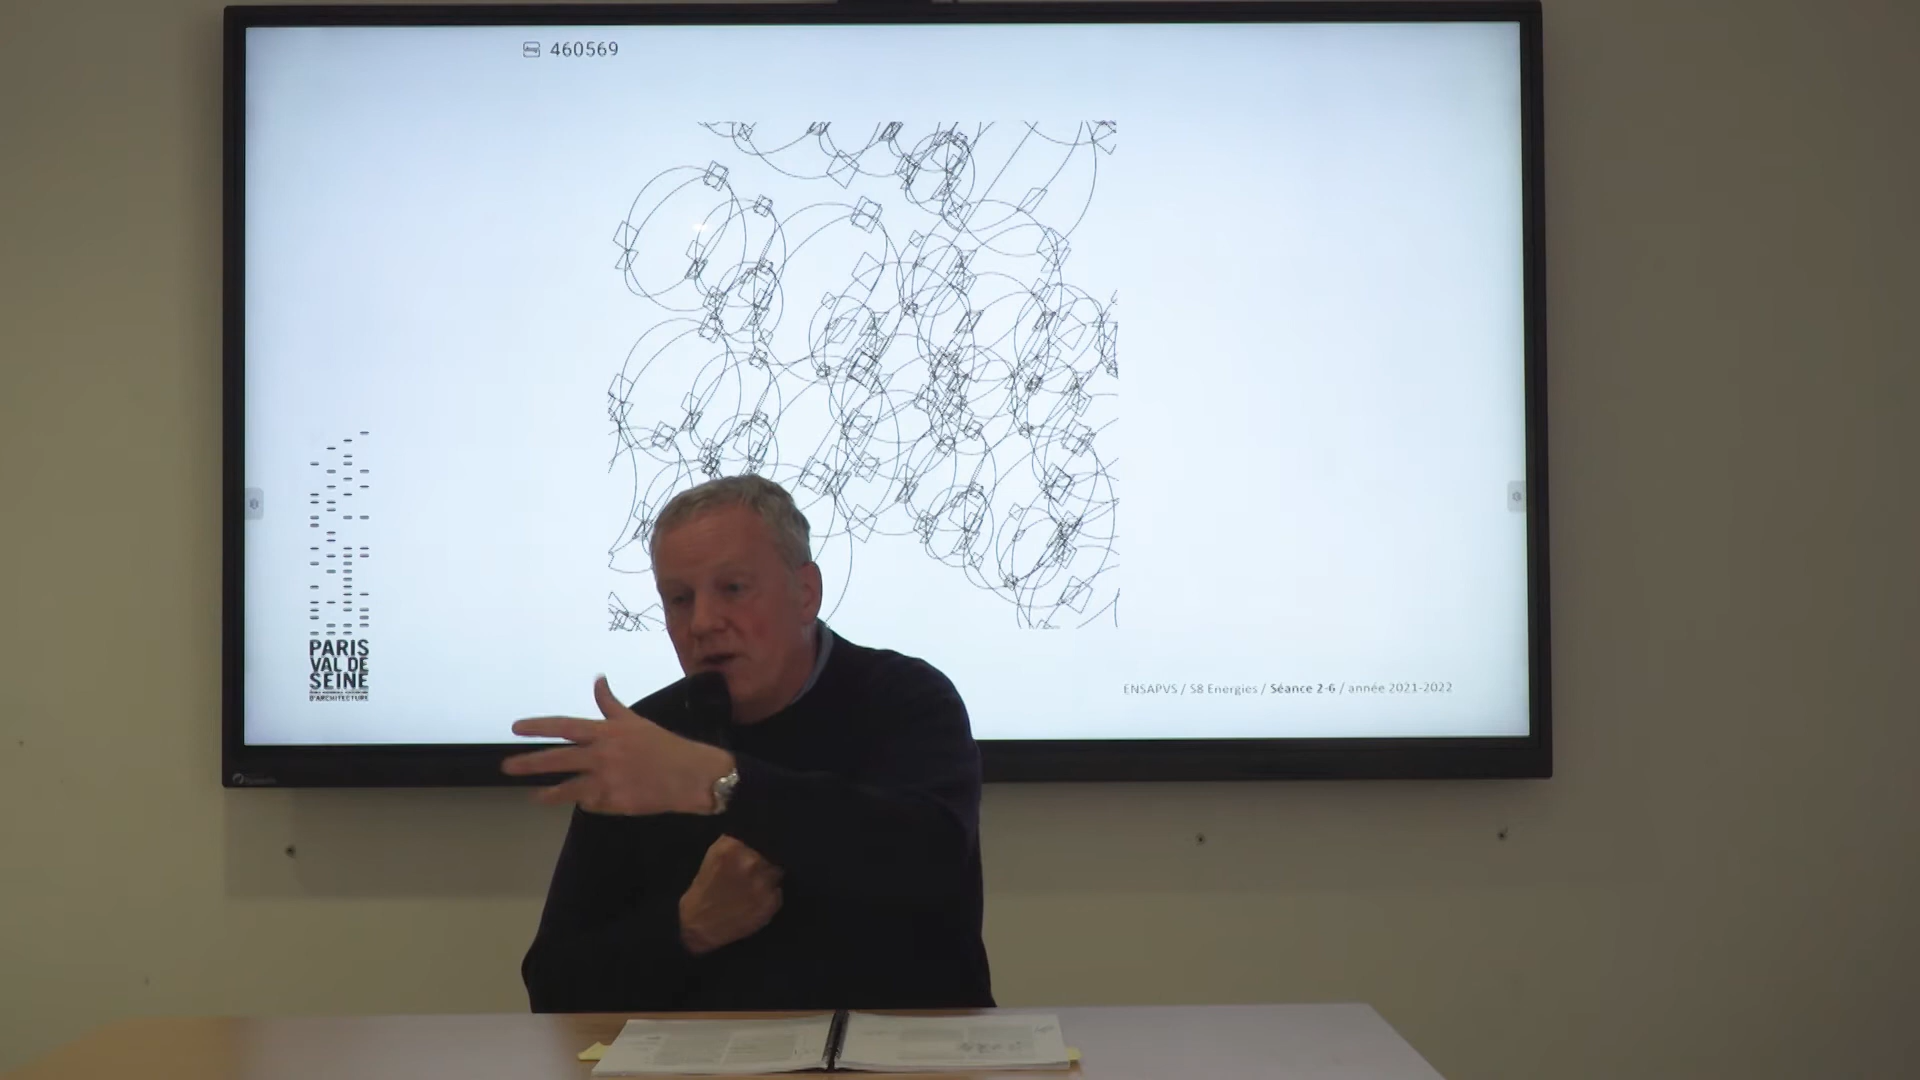 460569
PARIS
VAL DE
SEINE
D'ARCHITECTURE
ENSAPVS / S8 Energies / Séance 2-6 / année 2021-2022